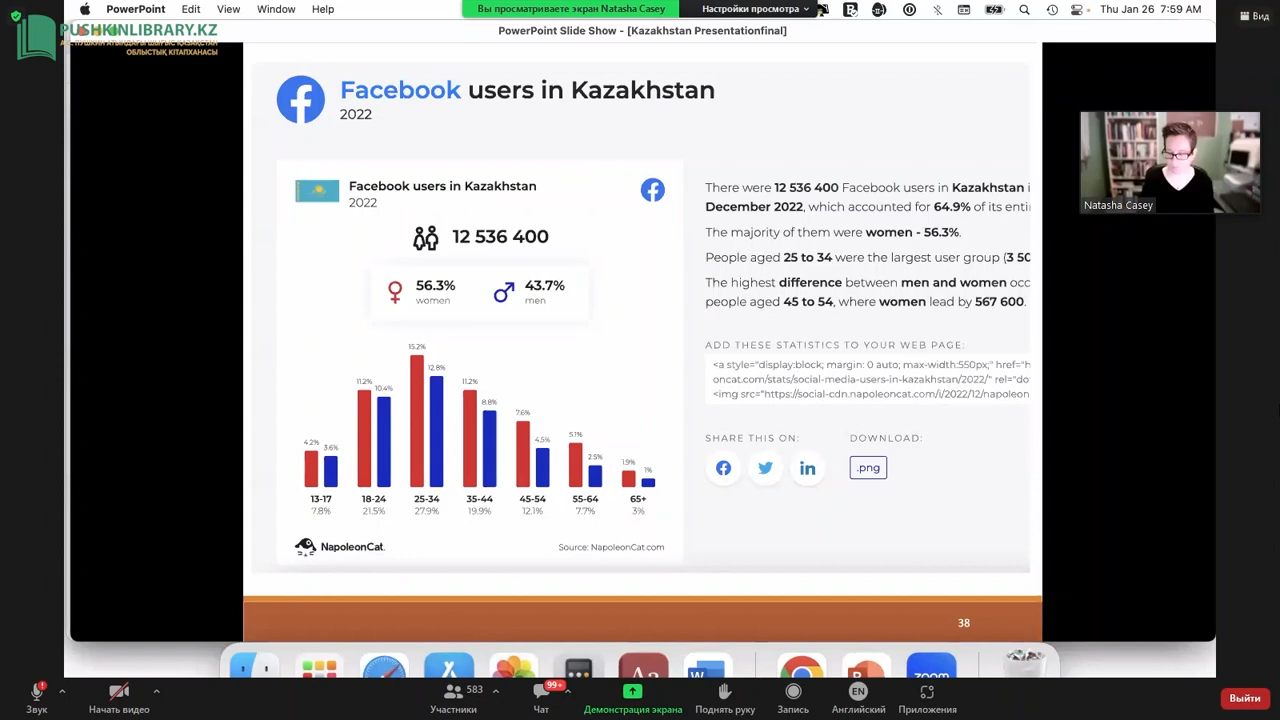 PowerPoint Edit View Window Help
Вы просматриваете экран Natasha Casey
Настройки просмотра
Thu Jan 26 7:59 AM
Вид
PowerPoint Slide Show - [Kazakhstan Presentationfinal]
PUSHKINLIBRARY.KZ
А.С. ПУШКИН АТЫНДАҒЫ ШЫҒЫС ҚАЗАҚСТАН
ОБЛЫСТЫҚ КІТАПХАНАСЫ
Facebook users in Kazakhstan
2022
Natasha Casey
Facebook users in Kazakhstan
2022
12 536 400
56.3% 43.7%
women men
15.2%
12.8%
11.2% 10.4% 11.2% 8.8%
7.6% 4.5%
5.1% 2.5%
4.2% 3.6% 1.9% 1%
13-17 18-24 25-34 35-44 45-54 55-64 65+
7.8% 21.5% 27.9% 19.9% 12.1% 7.7% 3%
NapoleonCat. Source: NapoleonCat.com
There were 12 536 400 Facebook users in Kazakhstan i
December 2022, which accounted for 64.9% of its enti
The majority of them were women - 56.3%.
People aged 25 to 34 were the largest user group (3 50
The highest difference between men and women occ
people aged 45 to 54, where women lead by 567 600.
ADD THESE STATISTICS TO YOUR WEB PAGE:
<a style="display:block; margin: 0 auto; max-width:550px;" href="h
oncat.com/stats/social-media-users-in-kazakhstan/2022/" rel="do
<img src="https://social-cdn.napoleoncat.com/i/2022/12/napoleon
SHARE THIS ON: DOWNLOAD:
.png
38
Aa W P zoom
583 99+ EN
Звук Начать видео Участники Чат Демонстрация экрана Поднять руку Запись Английский Приложения
Выйти